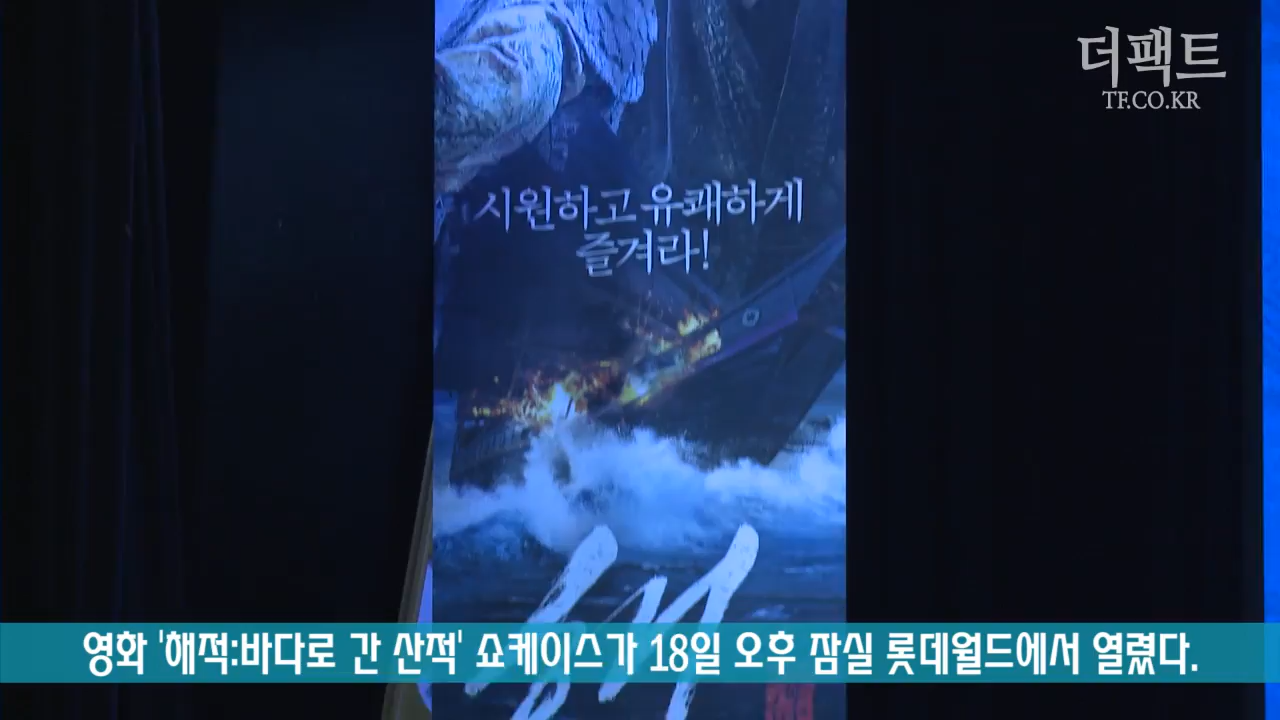 더팩트
TF.CO.KR
시원하고 유쾌하게
즐겨라!
영화 '해적:바다로 간 산적' 쇼케이스가 18일 오후 잠실 롯데월드에서 열렸다.